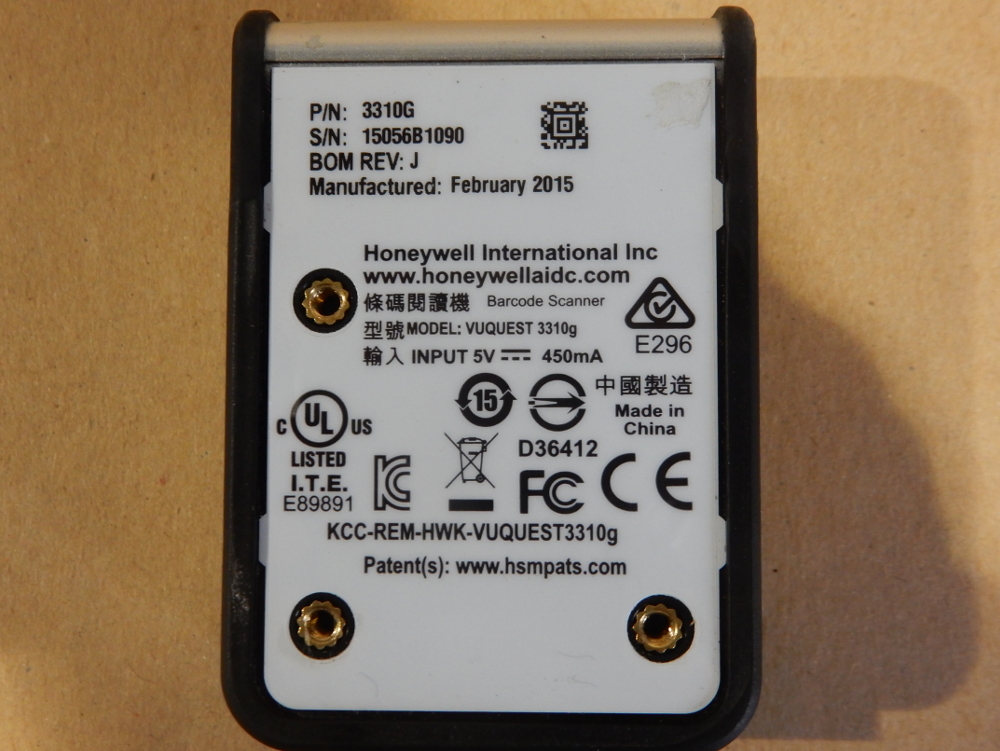 P/N: 3310G
S/N: 15056B1090
BOM REV: J
Manufactured: February 2015
Honeywell International Inc
www.honeywellaidc.com
條碼閱讀機 Barcode Scanner
型號 MODEL: VUQUEST 3310g
E296
輸入 INPUT 5V 450mA
15
中國製造
Made in
China
C UL US
LISTED
I.T.E.
E89891
D36412
KC
FC CE
KCC-REM-HWK-VUQUEST3310g
Patent(s): www.hsmpats.com